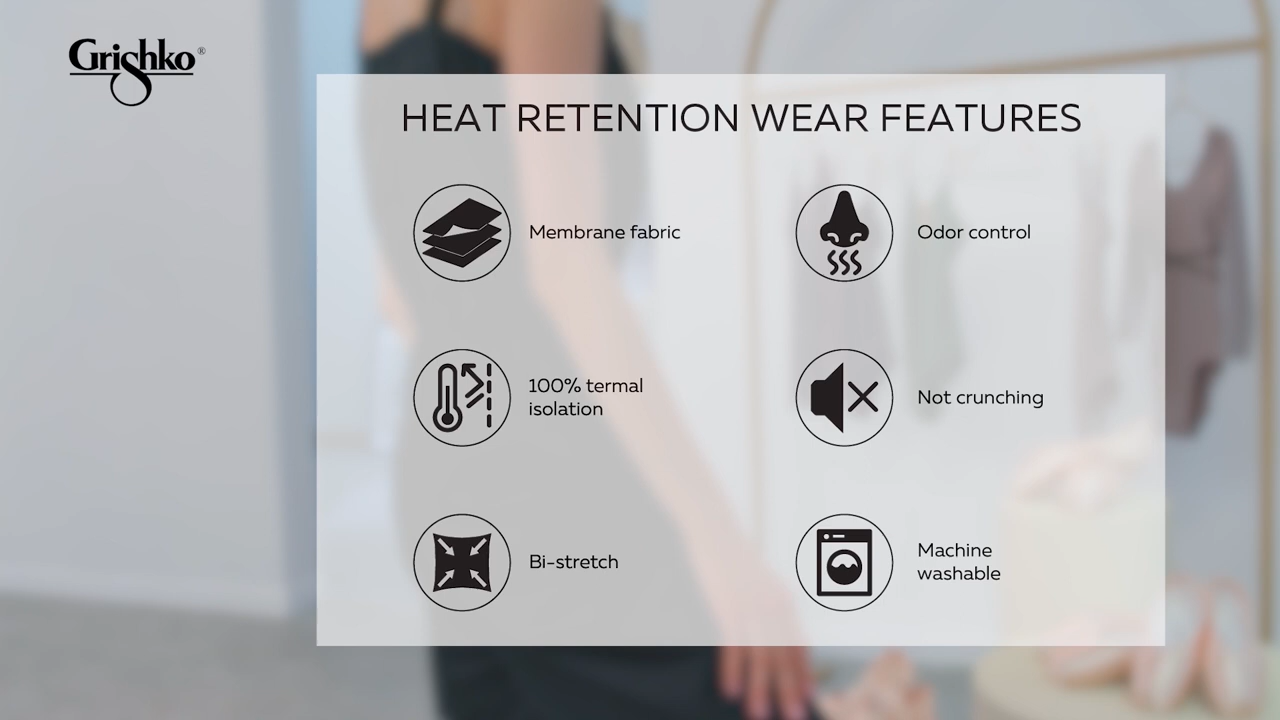 Grishko®
HEAT RETENTION WEAR FEATURES
Membrane fabric
Odor control
100% termal
isolation
Not crunching
Bi-stretch
Machine
washable